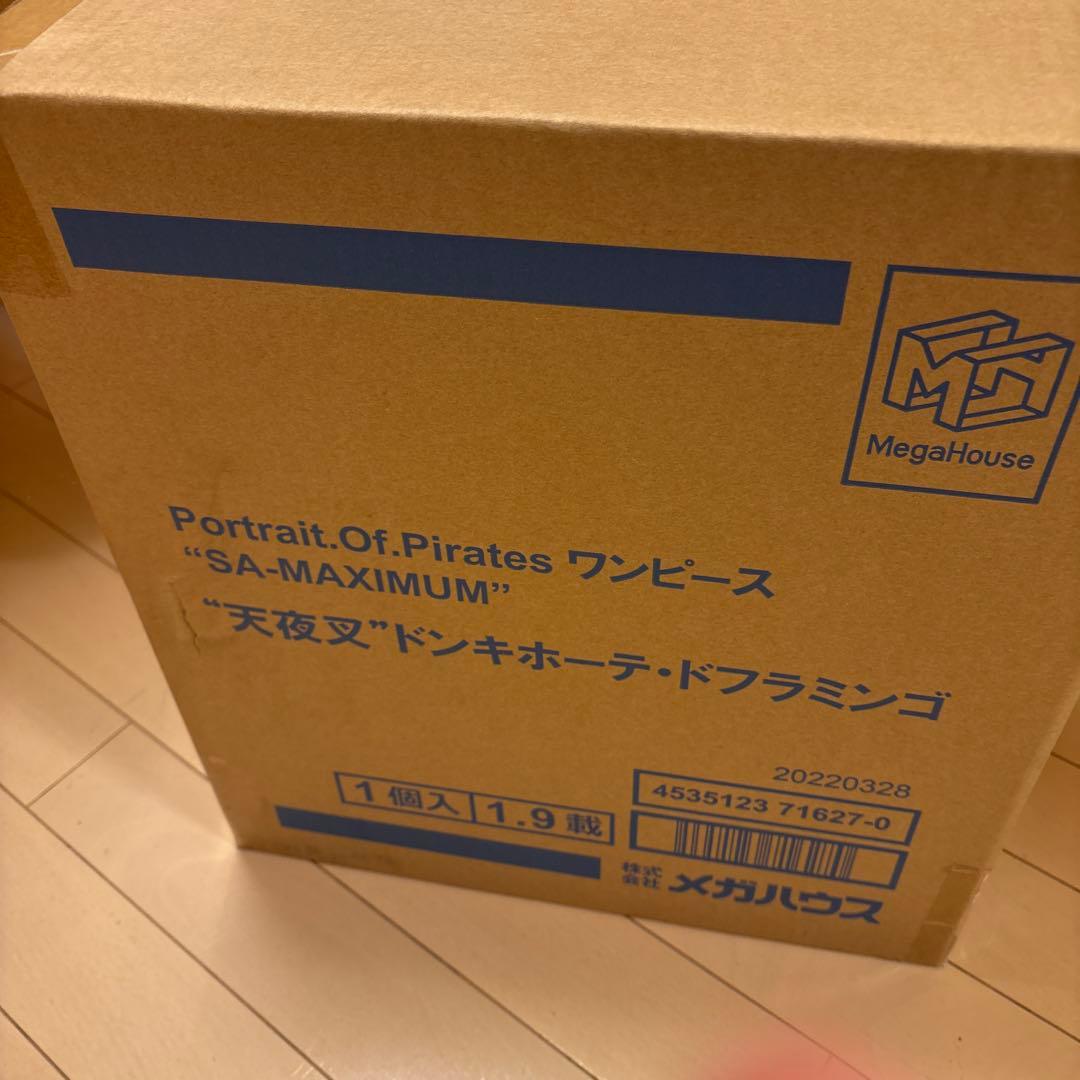 MegaHouse
Portrait.Of.Pirates ワンピース
“SA-MAXIMUM”
“天夜叉”ドンキホーテ・ドフラミンゴ
20220328
1個入 1.9載
4535123 71627-0
株式会社 メガハウス